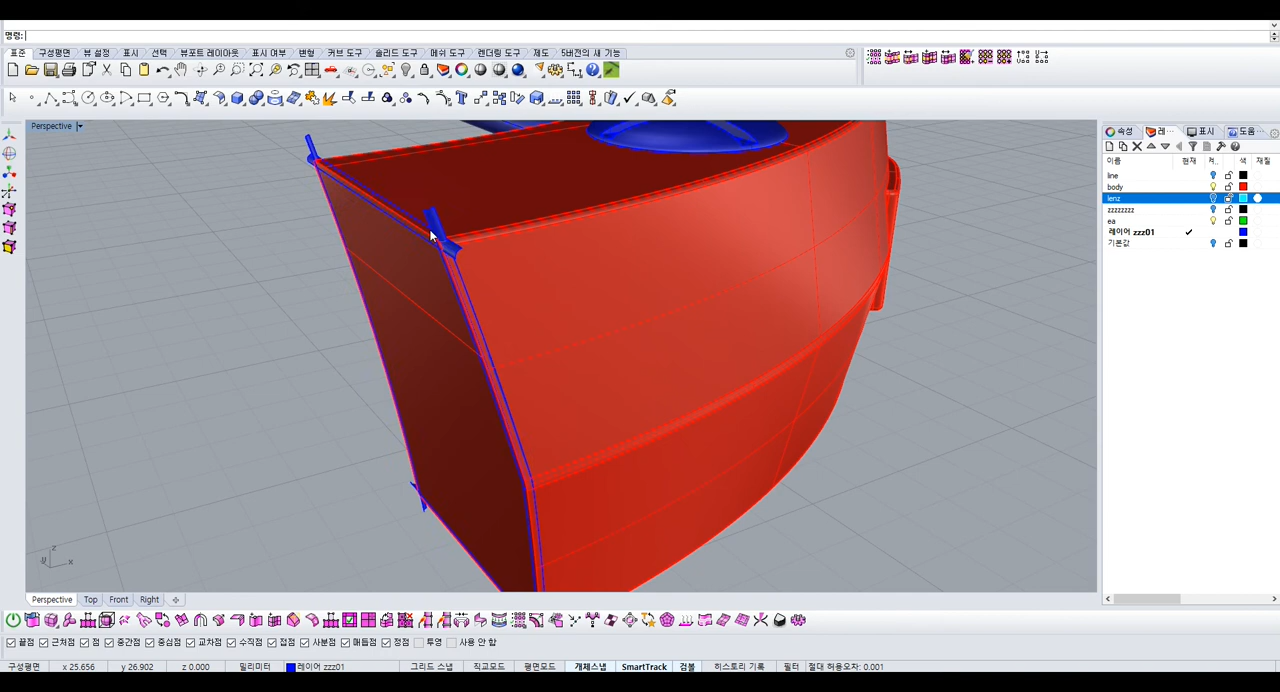 명령:
표준 구성평면 뷰 설정 표시 선택 뷰포트 레이아웃 표시 여부 변형 커브 도구 솔리드 도구 메쉬 도구 렌더링 도구 제도 5버전의 새 기능
Perspective
속성 레... 표시 도움...
이름 현재 켜.. 색 재질
line
body
lenz
zzzzzzzz
ea
레이어 zzz01
기본값
z
y x
Perspective Top Front Right
끝점 근처점 점 중간점 중심점 교차점 수직점 접점 사분점 매듭점 정점 투영 사용 안 함
구성평면 x 25.656 y 26.902 z 0.000 밀리미터 레이어 zzz01 그리드 스냅 직교모드 평면모드 개체스냅 SmartTrack 검볼 히스토리 기록 필터 절대 허용오차: 0.001